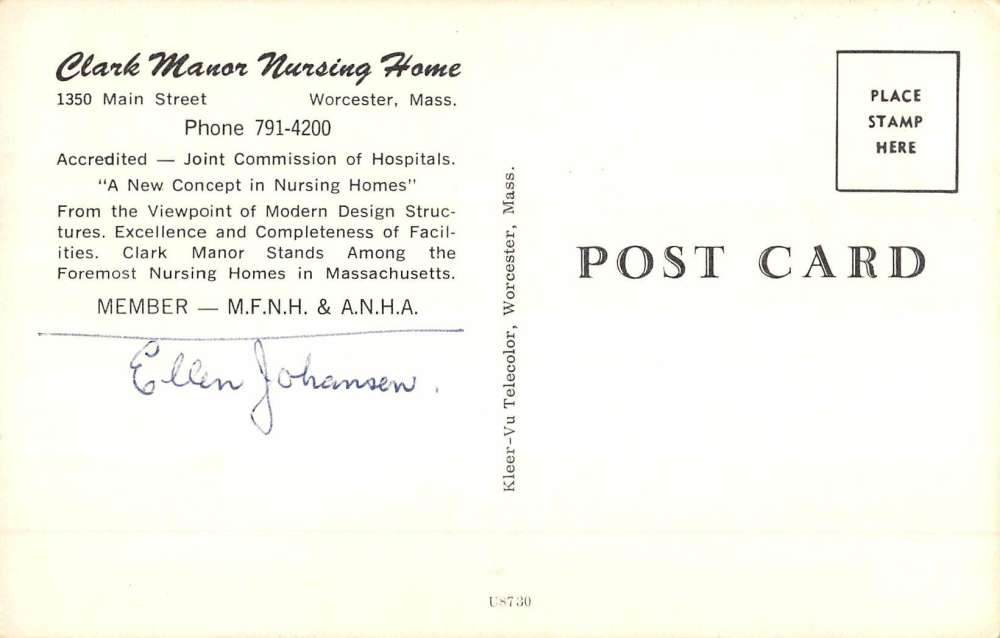 Clark Manor Nursing Home
1350 Main Street Worcester, Mass.
Phone 791-4200
Accredited — Joint Commission of Hospitals.
"A New Concept in Nursing Homes"
From the Viewpoint of Modern Design Struc-
tures. Excellence and Completeness of Facil-
ities. Clark Manor Stands Among the
Foremost Nursing Homes in Massachusetts.
MEMBER — M.F.N.H. & A.N.H.A.
Ellen Johansen.
Kleer-Vu Telecolor, Worcester, Mass.
PLACE
STAMP
HERE
POST CARD
US730